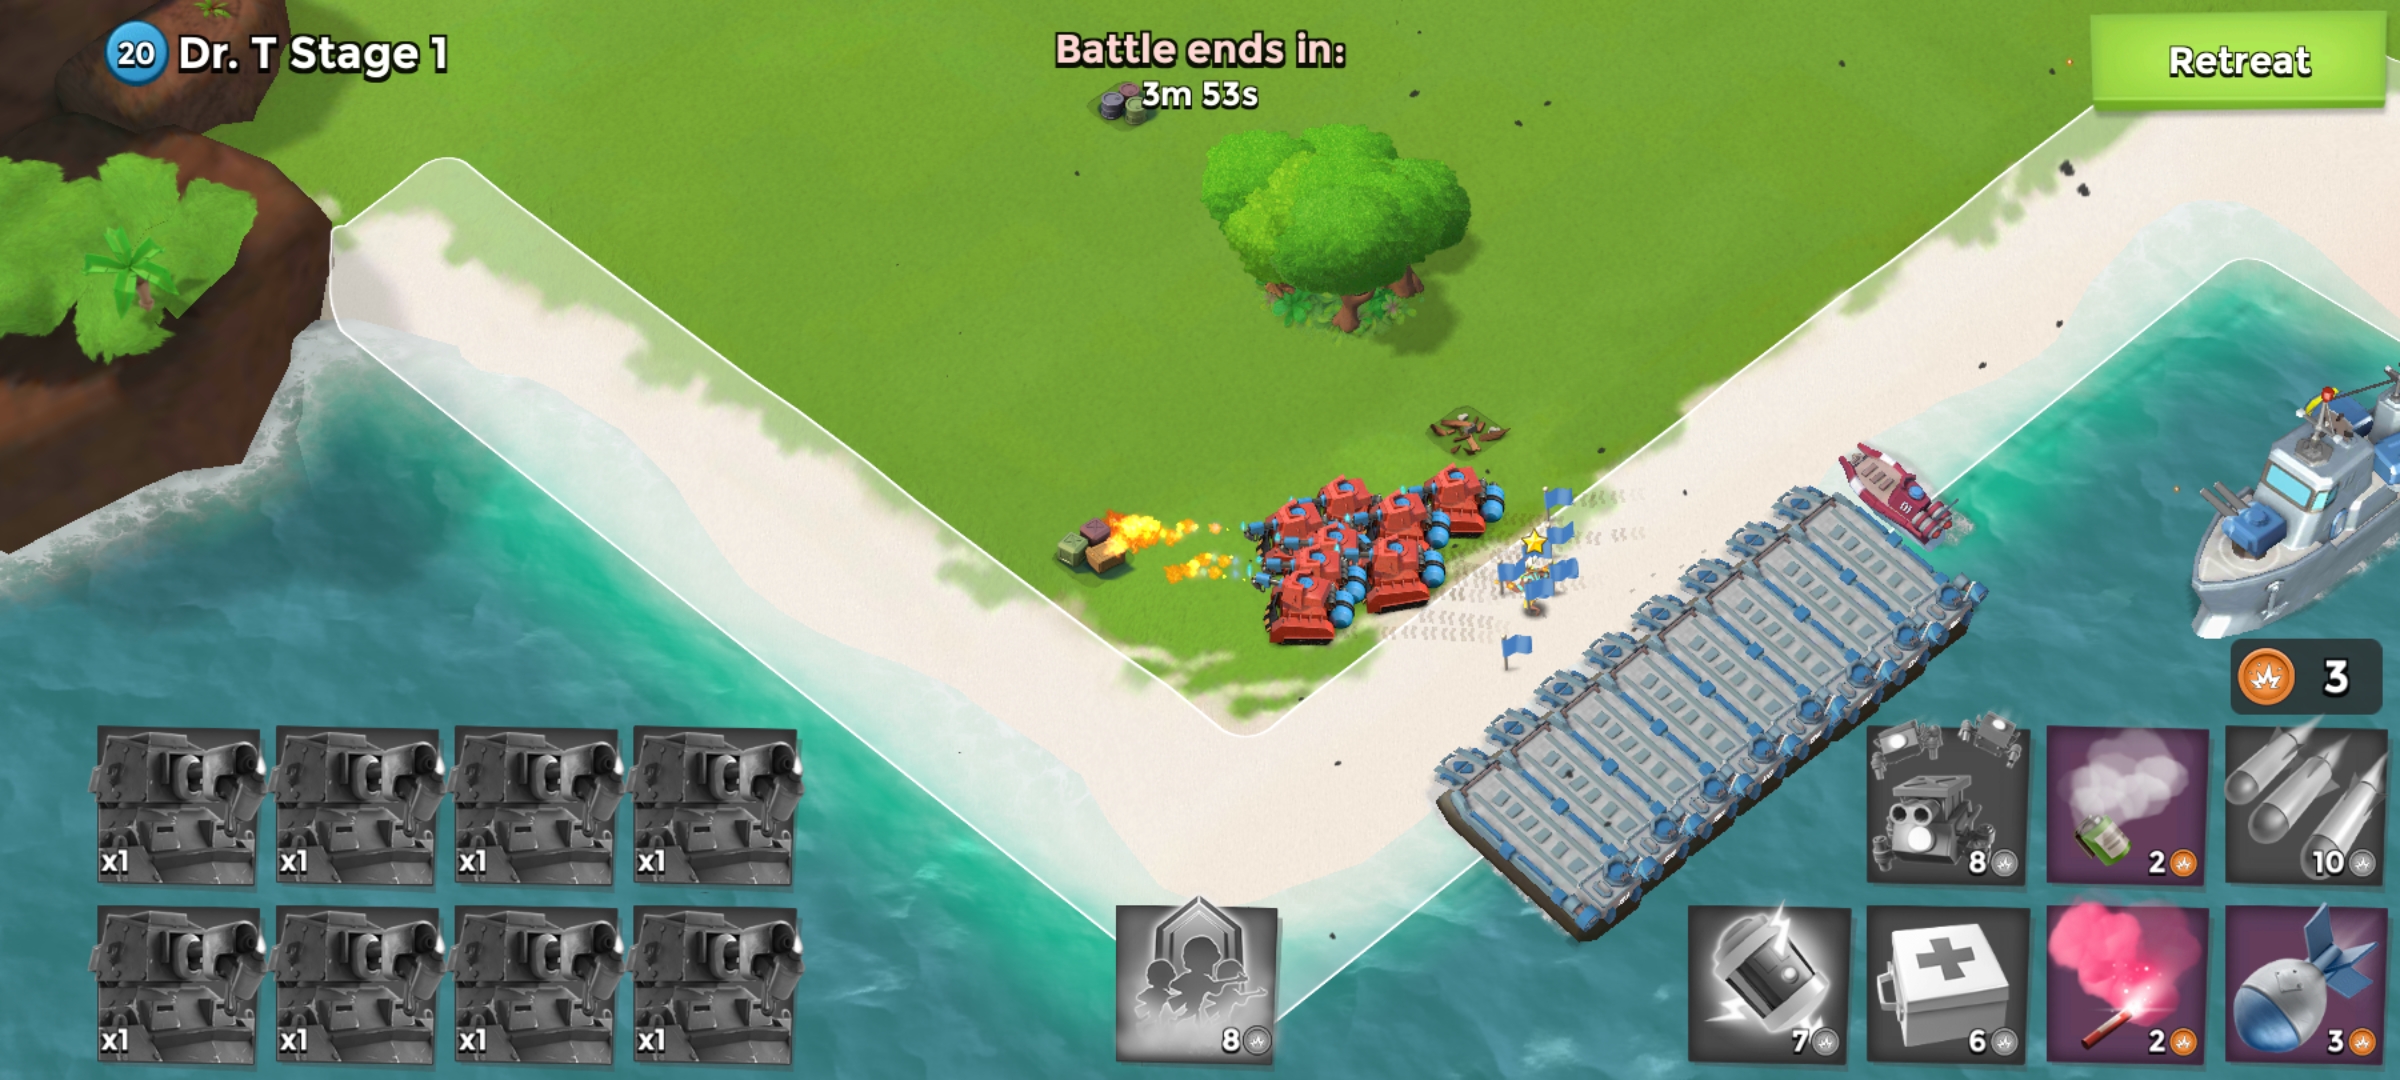 20 Dr. T Stage 1
Battle ends in:
3m 53s
Retreat
3
x1 x1 x1 x1
8 2 10
x1 x1 x1 x1
8 7 6 2 3